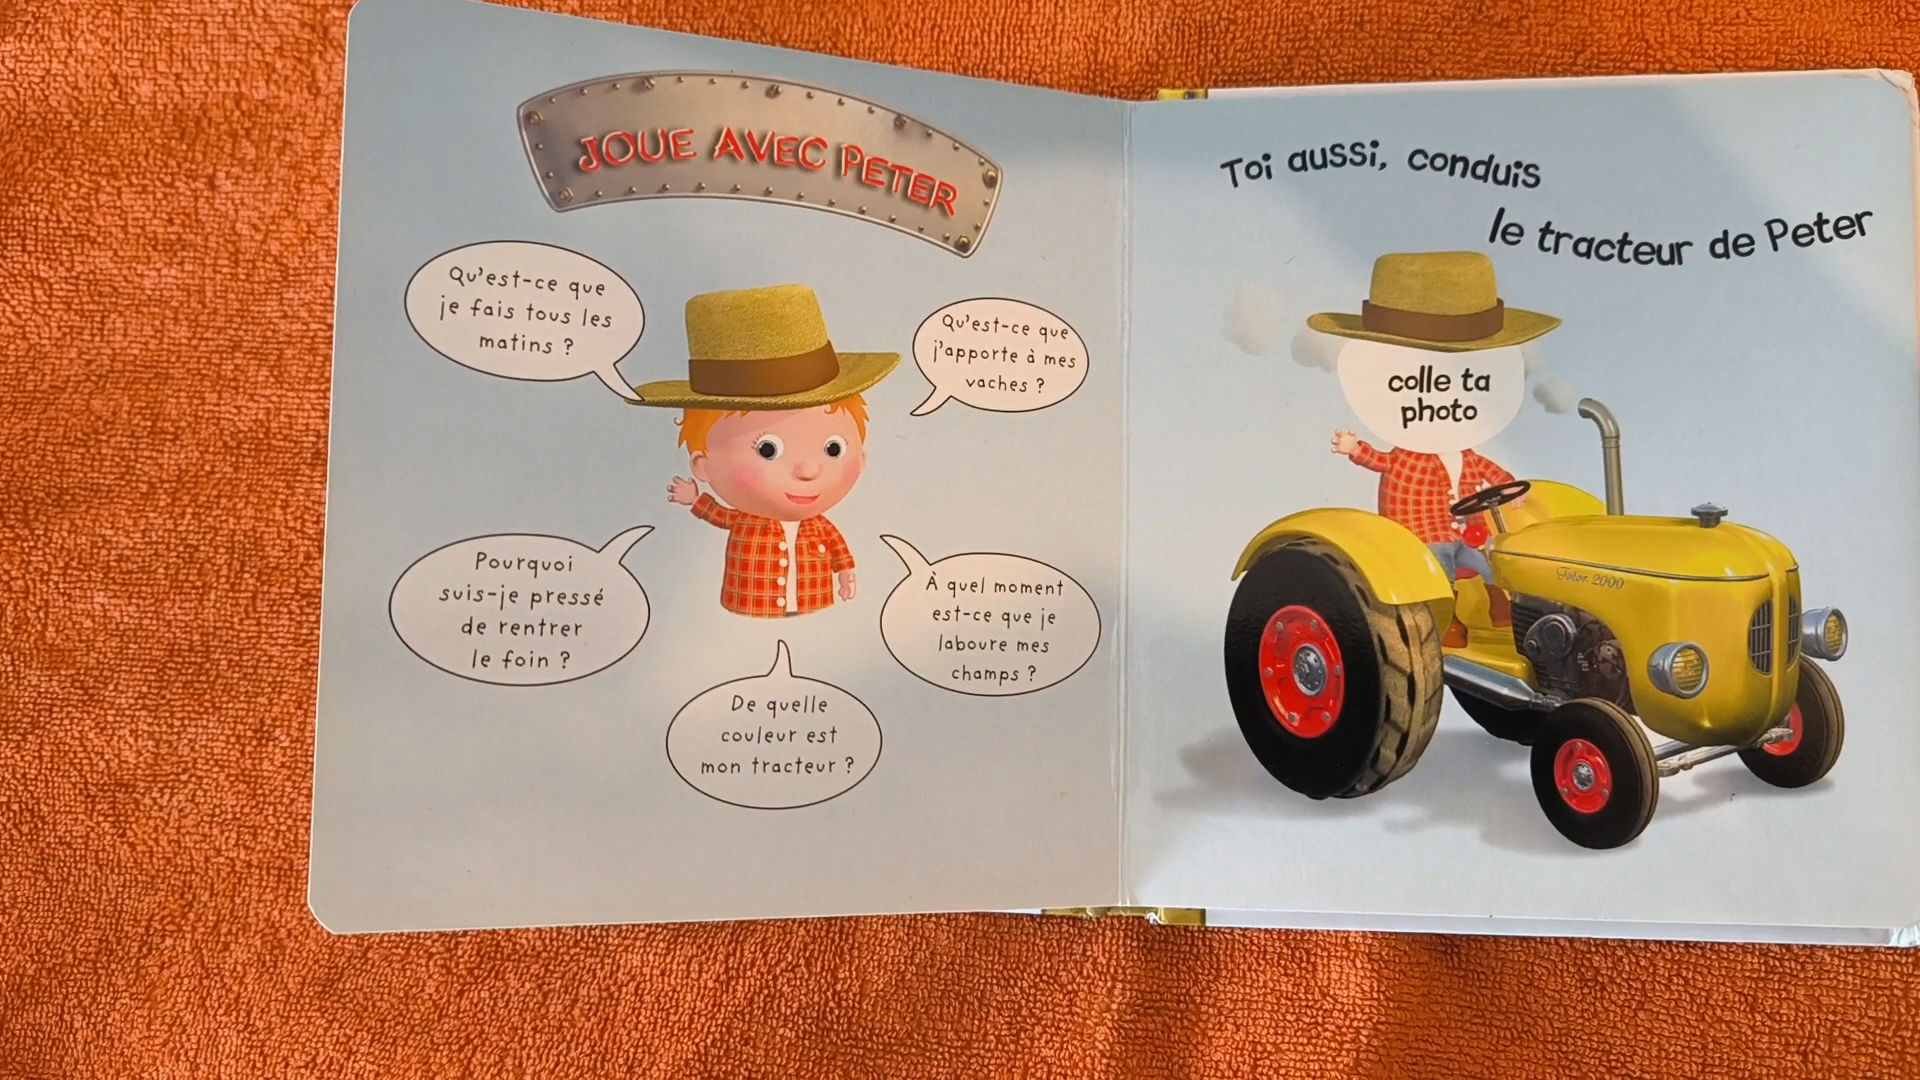 JOUE AVEC PETER
Qu'est-ce que
je fais tous les
matins ?
Qu'est-ce que
j'apporte à mes
vaches ?
Pourquoi
suis-je pressé
de rentrer
le foin ?
À quel moment
est-ce que je
laboure mes
champs ?
De quelle
couleur est
mon tracteur ?
Toi aussi, conduis
le tracteur de Peter
colle ta
photo
2000